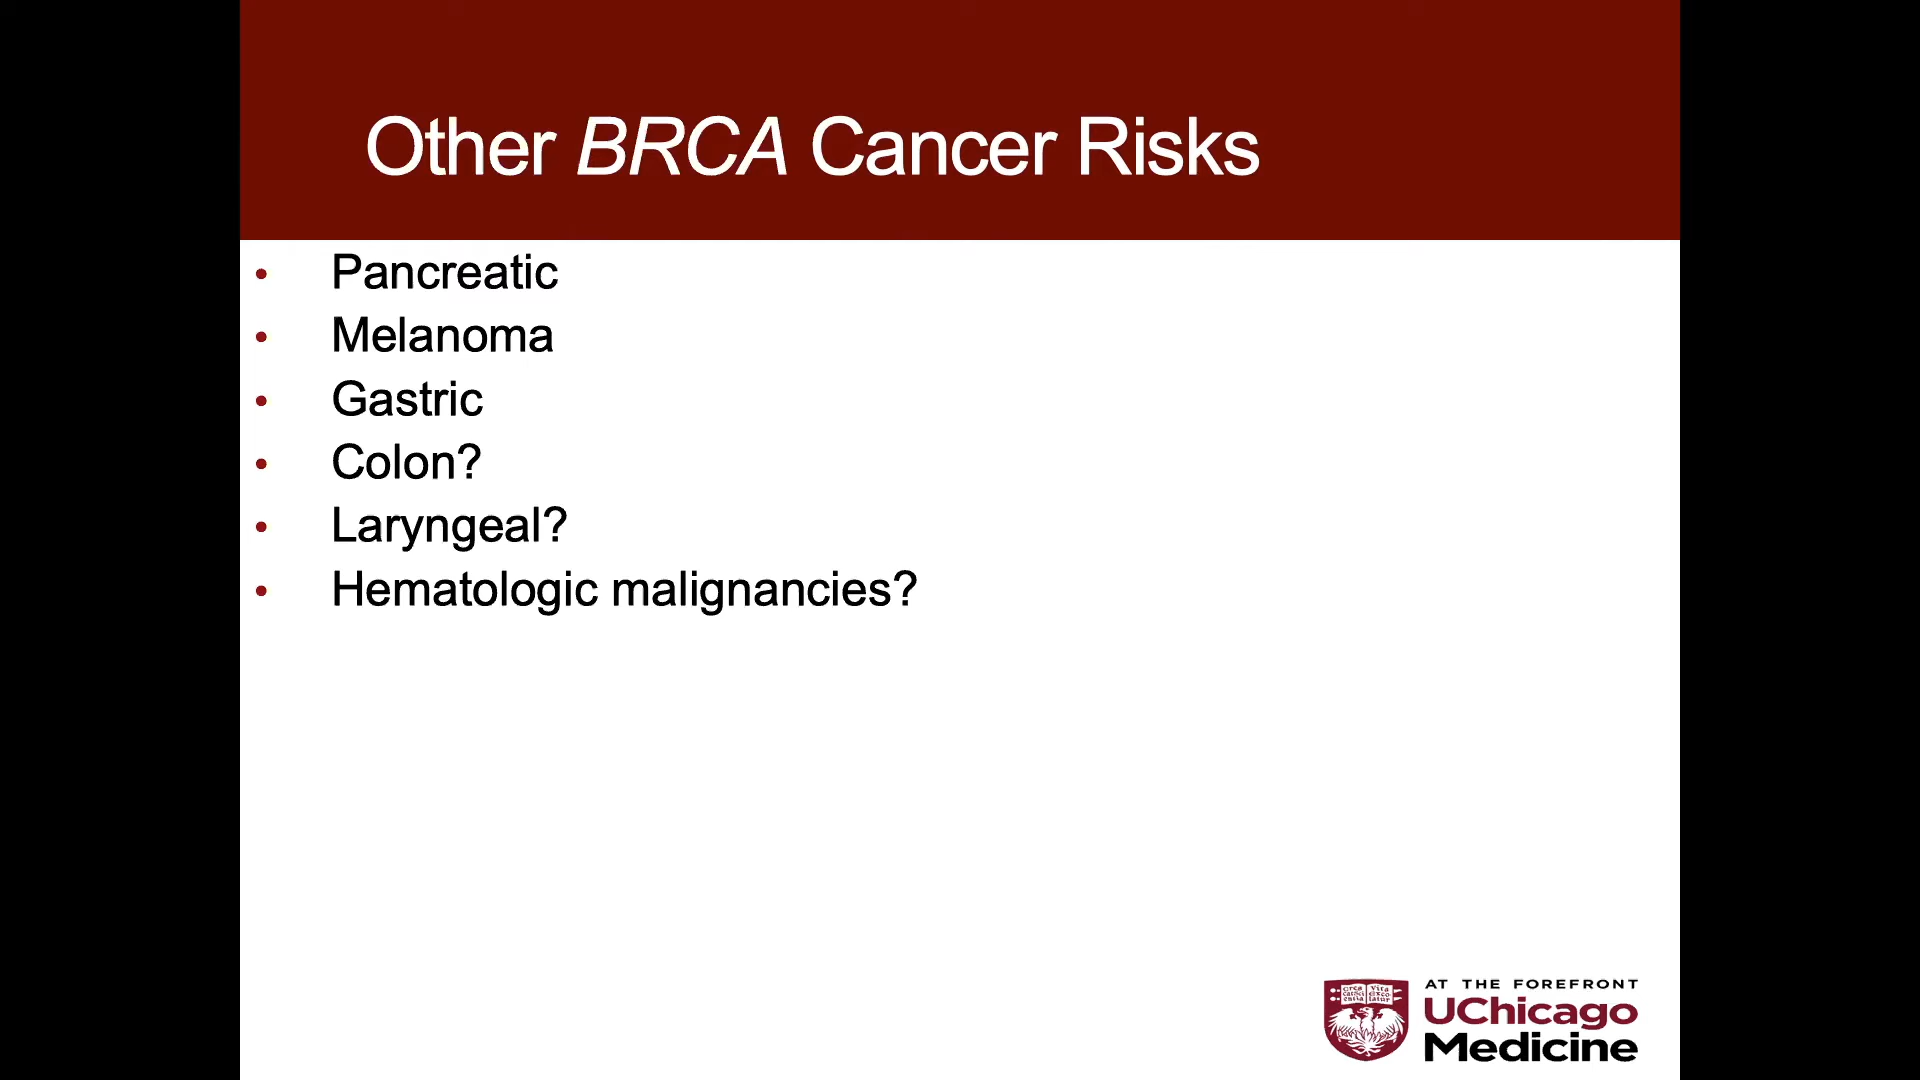 Other BRCA Cancer Risks
• Pancreatic
• Melanoma
• Gastric
• Colon?
• Laryngeal?
• Hematologic malignancies?
AT THE FOREFRONT
UChicago
Medicine